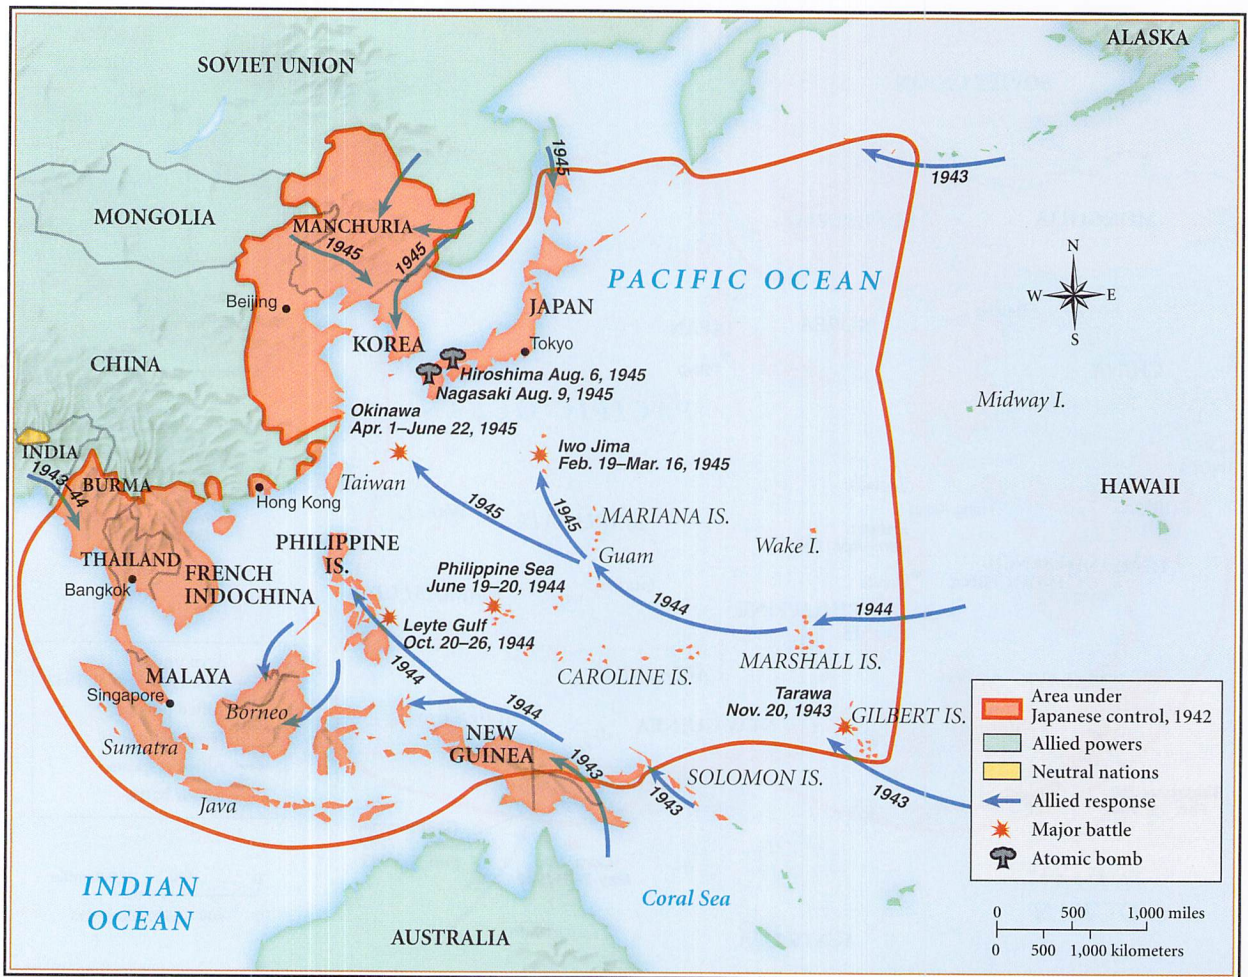 SOVIET UNION
ALASKA
1945
1943
MONGOLIA
MANCHURIA
1945
1945
PACIFIC OCEAN
N
W
E
S
Beijing
JAPAN
KOREA
Tokyo
CHINA
Hiroshima Aug. 6, 1945
Nagasaki Aug. 9, 1945
Midway I.
Okinawa
Apr. 1–June 22, 1945
Iwo Jima
Feb. 19–Mar. 16, 1945
INDIA
1943–44
BURMA
Taiwan
Hong Kong
1945
1945
MARIANA IS.
HAWAII
PHILIPPINE
IS.
Guam
Wake I.
THAILAND
Bangkok
FRENCH
INDOCHINA
Philippine Sea
June 19–20, 1944
1944
1944
Leyte Gulf
Oct. 20–26, 1944
1944
CAROLINE IS.
MARSHALL IS.
MALAYA
Singapore
Borneo
Tarawa
Nov. 20, 1943
GILBERT IS.
1944
Sumatra
NEW
GUINEA
1943
SOLOMON IS.
1943
1943
Java
INDIAN
OCEAN
Coral Sea
AUSTRALIA
Area under
Japanese control, 1942
Allied powers
Neutral nations
Allied response
Major battle
Atomic bomb
0 500 1,000 miles
0 500 1,000 kilometers